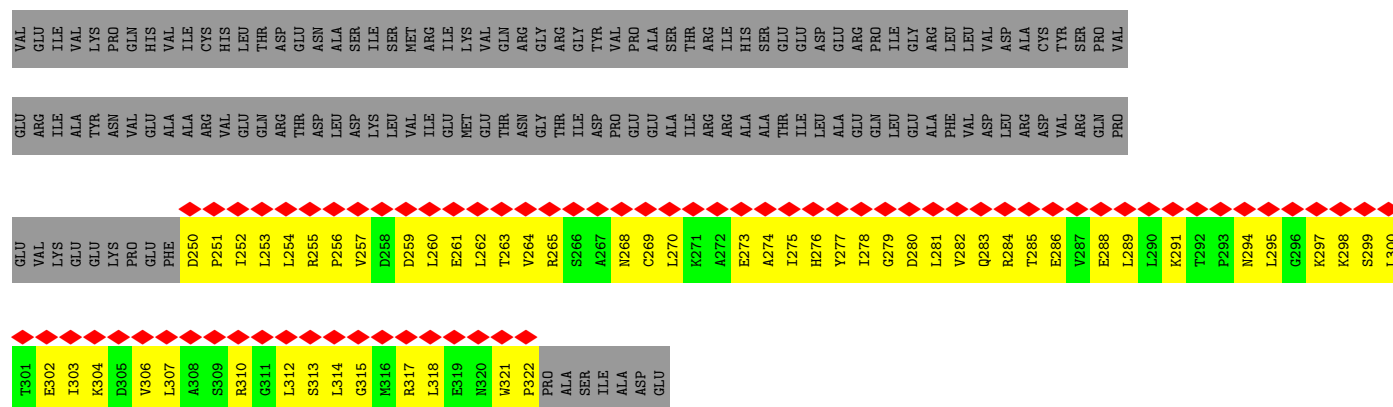 VAL GLU ILE VAL LYS PRO GLN HIS VAL ILE CYS HIS LEU THR ASP GLU ASN ALA SER ILE SER MET ARG ILE LYS VAL GLN ARG GLY ARG GLY TYR VAL PRO ALA SER THR ARG ILE HIS SER GLU GLU ASP GLU ARG PRO ILE GLY ARG LEU LEU VAL ASP ALA CYS TYR SER PRO VAL
GLU ARG ILE ALA TYR ASN VAL GLU ALA ALA ARG VAL GLU GLN ARG THR ASP LEU ASP LYS LEU VAL ILE GLU MET GLU THR ASN GLY THR ILE ASP PRO GLU GLU ALA ILE ARG ARG ALA ALA THR ILE LEU ALA GLU GLN LEU GLU ALA PHE VAL ASP LEU ARG ASP VAL ARG GLN PRO
GLU VAL LYS GLU GLU LYS PRO GLU PHE D250 P251 I252 L253 L254 R255 P256 V257 D258 D259 L260 E261 L262 T263 V264 R265 S266 A267 N268 C269 L270 K271 A272 E273 A274 I275 H276 Y277 I278 G279 D280 L281 V282 Q283 R284 T285 E286 V287 E288 L289 L290 K291 T292 P293 N294 L295 G296 K297 K298 S299 L300
T301 E302 I303 K304 D305 V306 L307 A308 S309 R310 G311 L312 S313 L314 G315 M316 R317 L318 E319 N320 W321 P322 PRO ALA SER ILE ALA ASP GLU